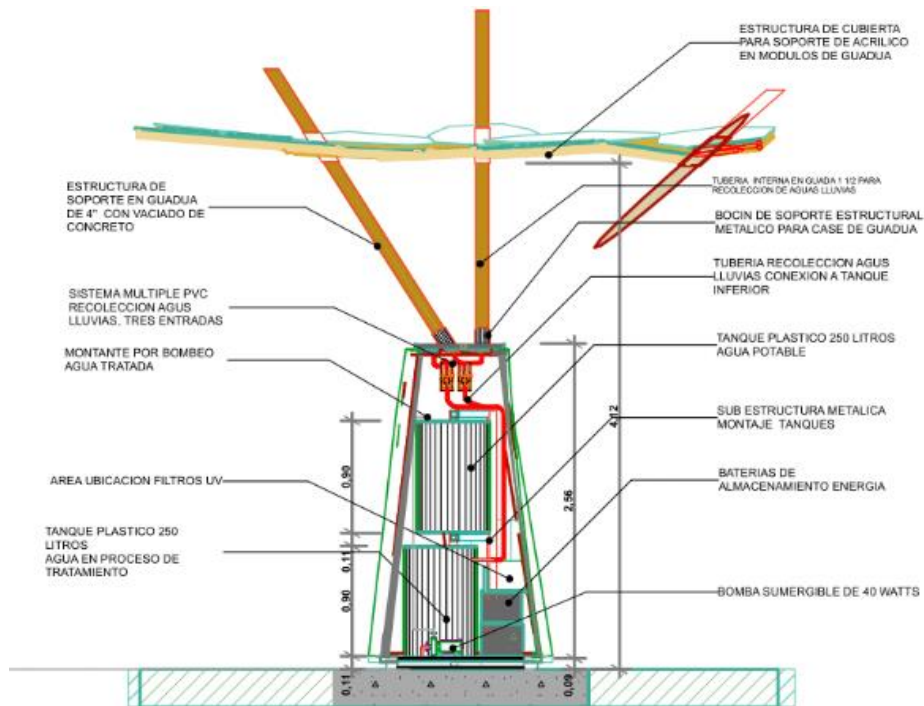 ESTRUCTURA DE CUBIERTA
PARA SOPORTE DE ACRILICO
EN MODULOS DE GUADUA
ESTRUCTURA DE
SOPORTE EN GUADUA
DE 4" CON VACIADO DE
CONCRETO
TUBERIA INTERNA EN GUADA 1 1/2 PARA
RECOLECCION DE AGUAS LLUVIAS
BOCIN DE SOPORTE ESTRUCTURAL
METALICO PARA CASE DE GUADUA
TUBERIA RECOLECCION AGUS
LLUVIAS CONEXION A TANQUE
INFERIOR
SISTEMA MULTIPLE PVC
RECOLECCION AGUS
LLUVIAS. TRES ENTRADAS
MONTANTE POR BOMBEO
AGUA TRATADA
TANQUE PLASTICO 250 LITROS
AGUA POTABLE
SUB ESTRUCTURA METALICA
MONTAJE TANQUES
AREA UBICACION FILTROS UV
BATERIAS DE
ALMACENAMIENTO ENERGIA
TANQUE PLASTICO 250
LITROS
AGUA EN PROCESO DE
TRATAMIENTO
BOMBA SUMERGIBLE DE 40 WATTS
0,90
0,11
0,90
0,11
2,56
0,09
4,12